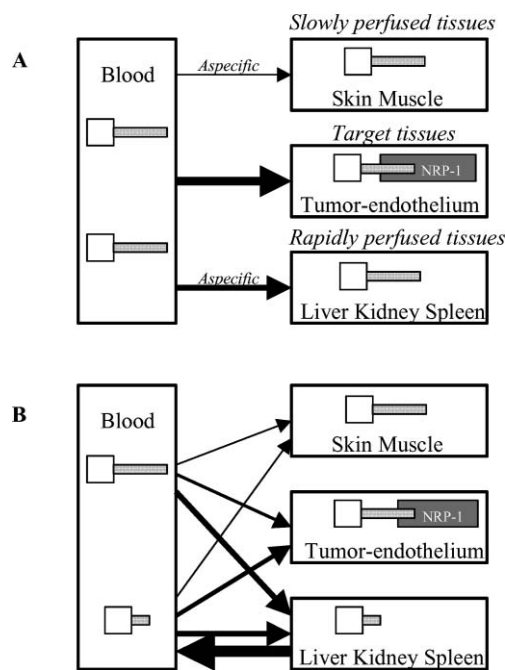 Slowly perfused tissues
A
Blood
Aspecific
Skin Muscle
Target tissues
NRP-1
Tumor-endothelium
Rapidly perfused tissues
Aspecific
Liver Kidney Spleen
B
Blood
Skin Muscle
NRP-1
Tumor-endothelium
Liver Kidney Spleen